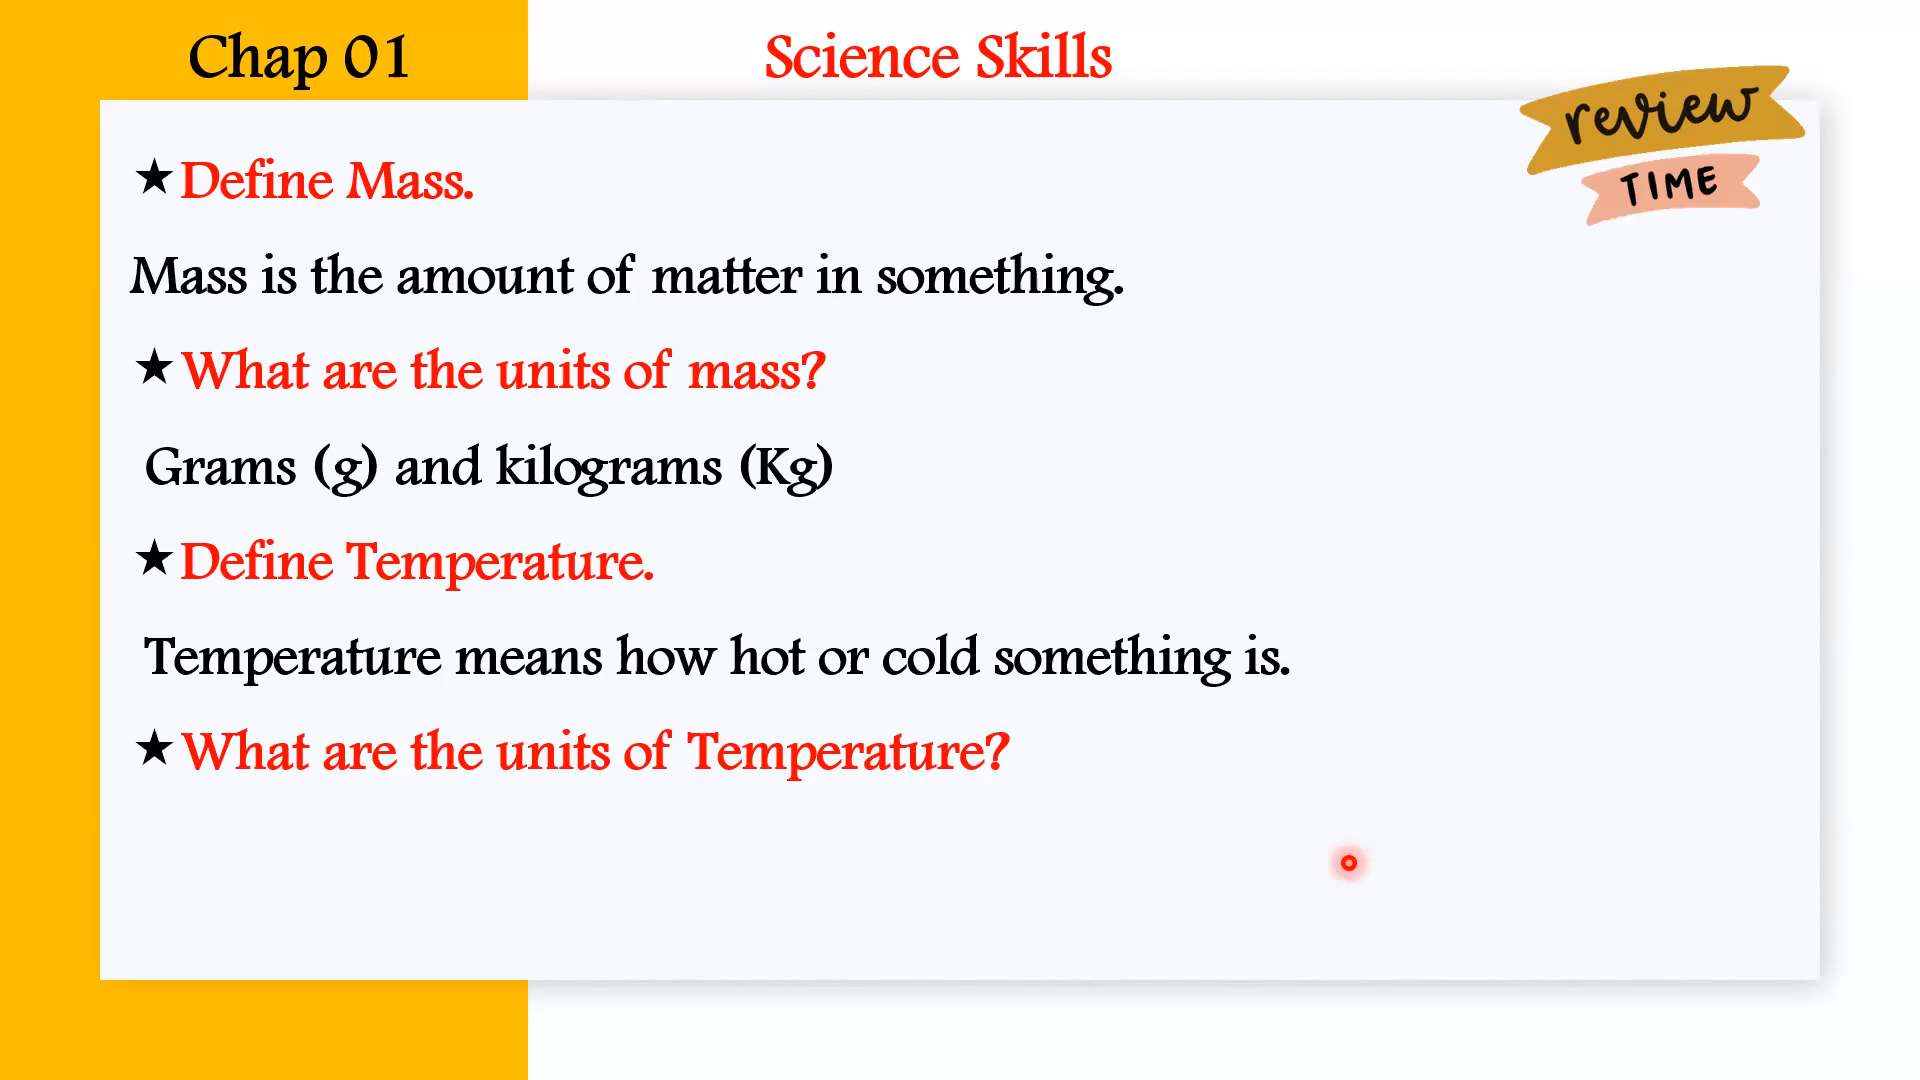 Chap 01
Science Skills
review
TIME
★Define Mass.
Mass is the amount of matter in something.
★What are the units of mass?
Grams (g) and kilograms (Kg)
★Define Temperature.
Temperature means how hot or cold something is.
★What are the units of Temperature?